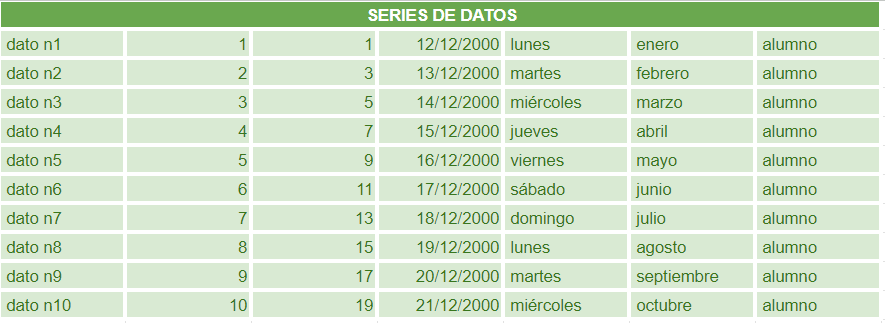 SERIES DE DATOS
dato n1 1 1 12/12/2000 lunes enero alumno
dato n2 2 3 13/12/2000 martes febrero alumno
dato n3 3 5 14/12/2000 miércoles marzo alumno
dato n4 4 7 15/12/2000 jueves abril alumno
dato n5 5 9 16/12/2000 viernes mayo alumno
dato n6 6 11 17/12/2000 sábado junio alumno
dato n7 7 13 18/12/2000 domingo julio alumno
dato n8 8 15 19/12/2000 lunes agosto alumno
dato n9 9 17 20/12/2000 martes septiembre alumno
dato n10 10 19 21/12/2000 miércoles octubre alumno